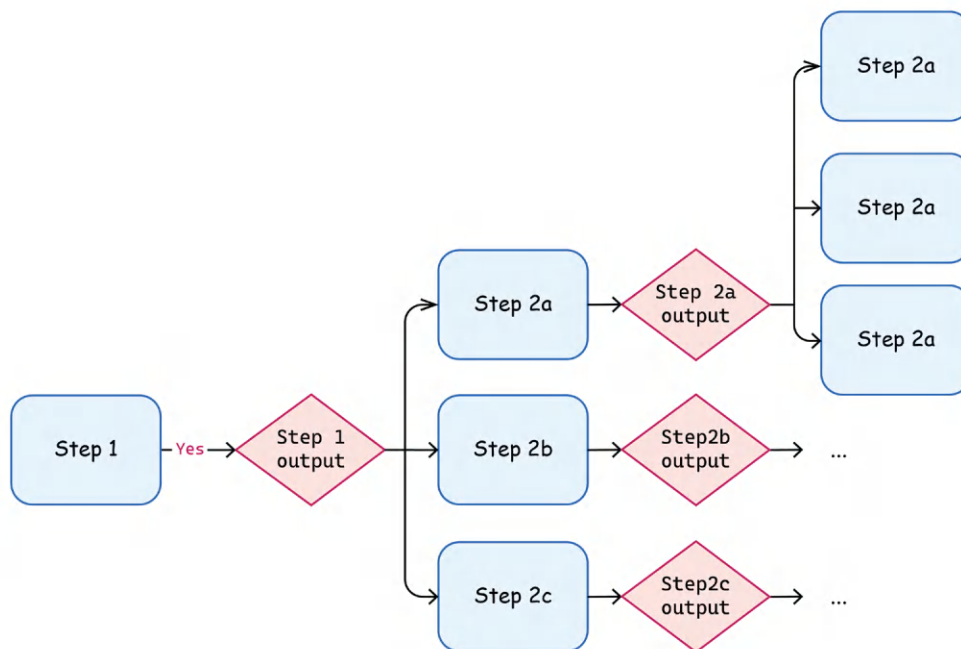 Step 2a
Step 2a
Step 2a
Step 2a
output
Step 2a
Step 1
Yes
Step 1
output
Step 2b
Step2b
output
...
Step 2c
Step2c
output
...